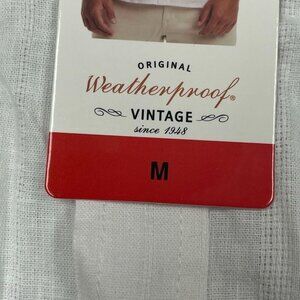 ORIGINAL
Weatherproof®
VINTAGE
since 1948
M